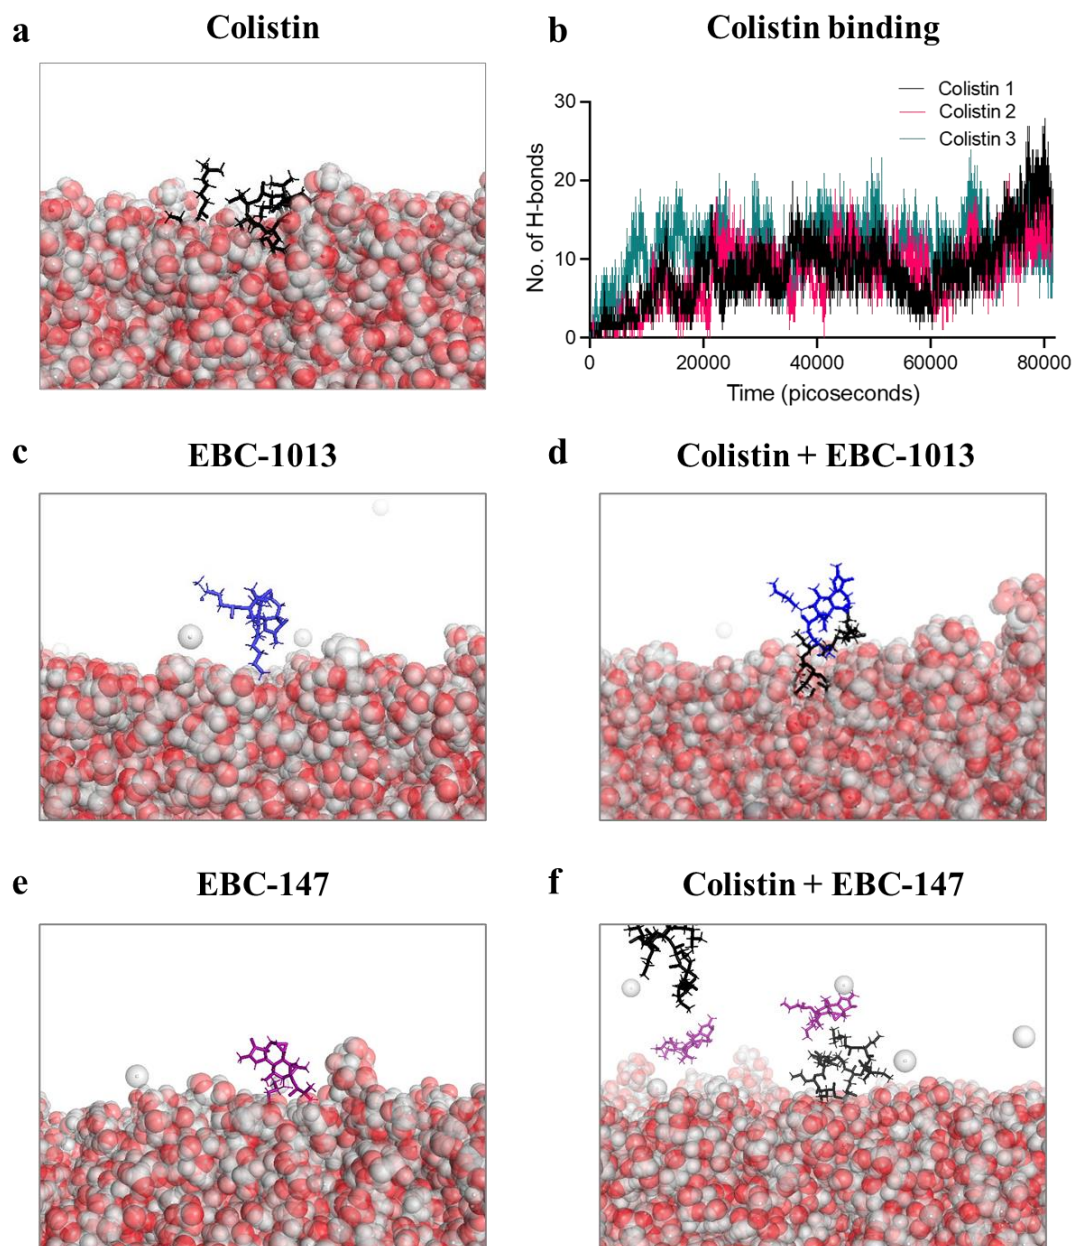 a
Colistin
b
Colistin binding
Colistin 1
Colistin 2
Colistin 3
No. of H-bonds
30
20
10
0
0
20000
40000
60000
80000
Time (picoseconds)
c
EBC-1013
d
Colistin + EBC-1013
e
EBC-147
f
Colistin + EBC-147